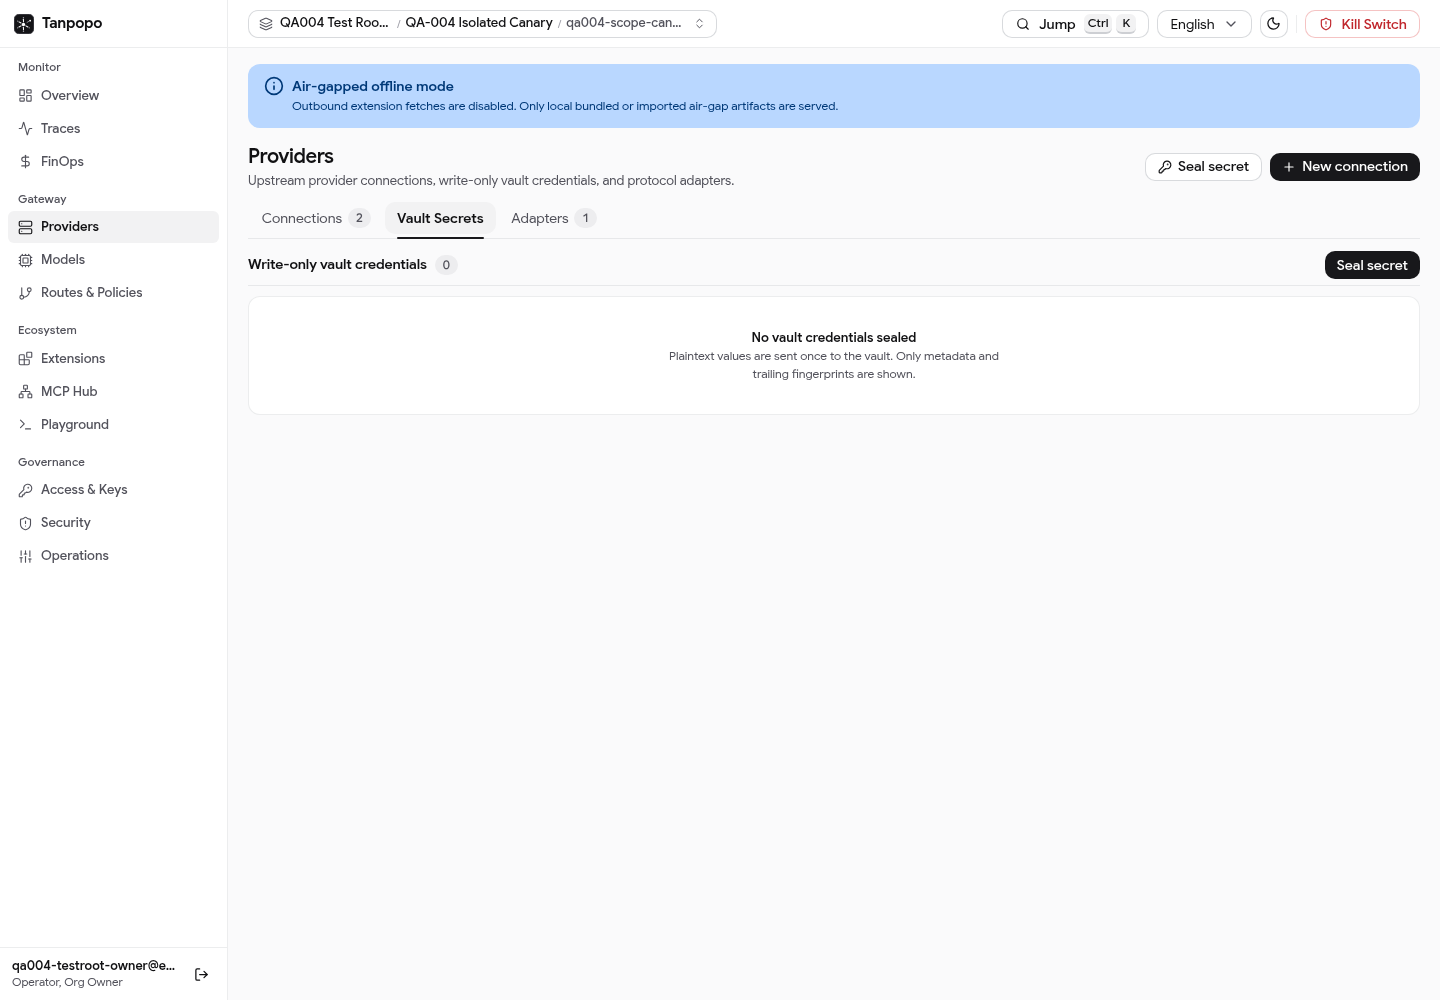 Tanpopo
QA004 Test Roo... / QA-004 Isolated Canary / qa004-scope-can...
Jump Ctrl K
English
Kill Switch
Monitor
Overview
Traces
FinOps
Gateway
Providers
Models
Routes & Policies
Ecosystem
Extensions
MCP Hub
Playground
Governance
Access & Keys
Security
Operations
qa004-testroot-owner@e...
Operator, Org Owner
Air-gapped offline mode
Outbound extension fetches are disabled. Only local bundled or imported air-gap artifacts are served.
Providers
Upstream provider connections, write-only vault credentials, and protocol adapters.
Seal secret
New connection
Connections 2
Vault Secrets
Adapters 1
Write-only vault credentials 0
Seal secret
No vault credentials sealed
Plaintext values are sent once to the vault. Only metadata and
trailing fingerprints are shown.